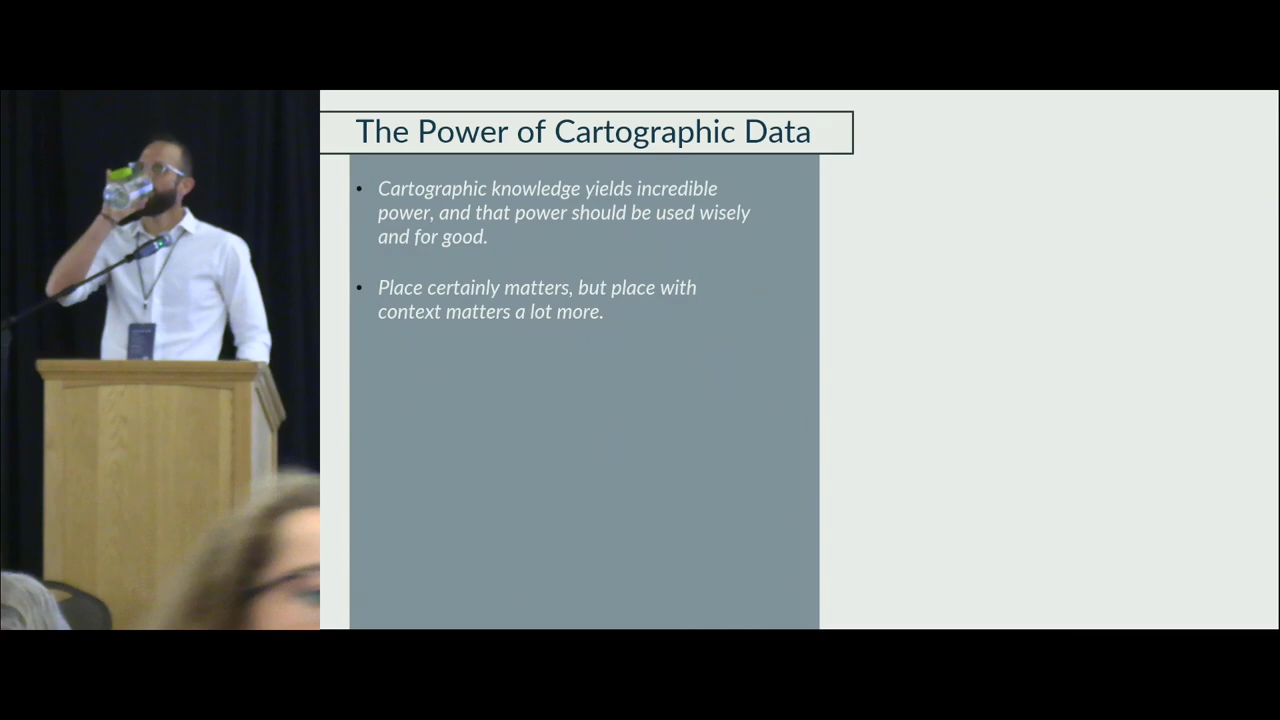 The Power of Cartographic Data
• Cartographic knowledge yields incredible
power, and that power should be used wisely
and for good.
• Place certainly matters, but place with
context matters a lot more.